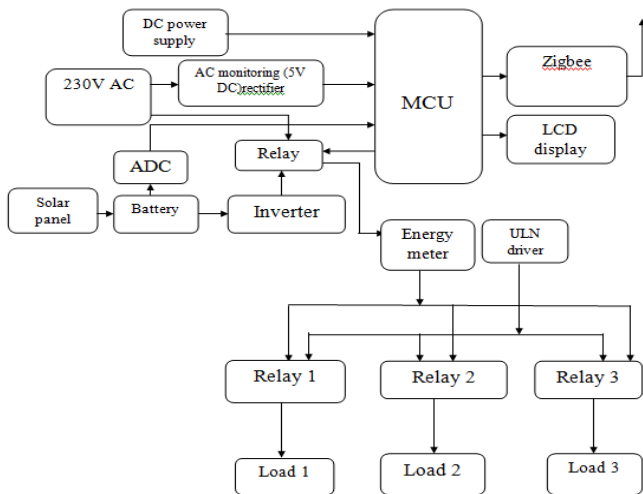 DC power
supply
230V AC
AC monitoring (5V
DC)rectifier
MCU
Zigbee
LCD
display
ADC
Relay
Solar
panel
Battery
Inverter
Energy
meter
ULN
driver
Relay 1
Relay 2
Relay 3
Load 1
Load 2
Load 3